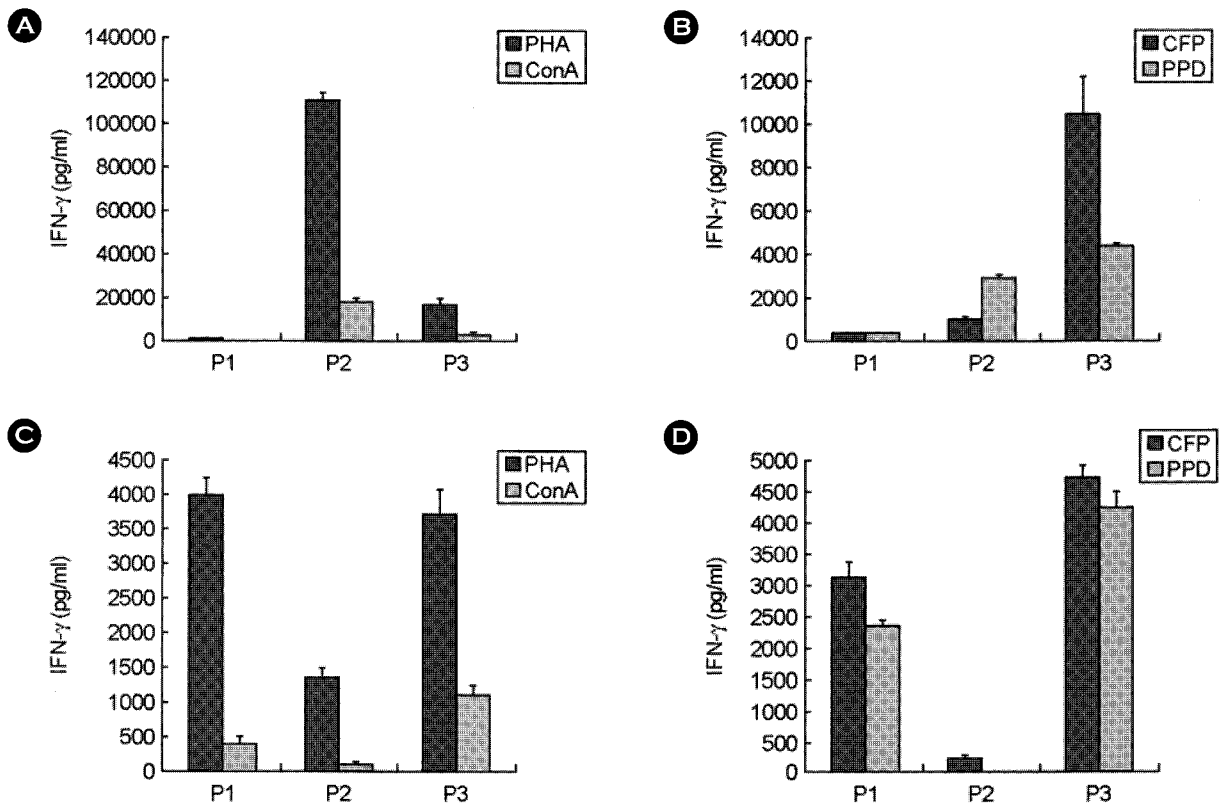 A
IFN-γ (pg/ml)
140000
120000
100000
80000
60000
40000
20000
0
P1 P2 P3
PHA
ConA
B
IFN-γ (pg/ml)
14000
12000
10000
8000
6000
4000
2000
0
P1 P2 P3
CFP
PPD
C
IFN-γ (pg/ml)
4500
4000
3500
3000
2500
2000
1500
1000
500
0
P1 P2 P3
PHA
ConA
D
IFN-γ (pg/ml)
5000
4500
4000
3500
3000
2500
2000
1500
1000
500
0
P1 P2 P3
CFP
PPD